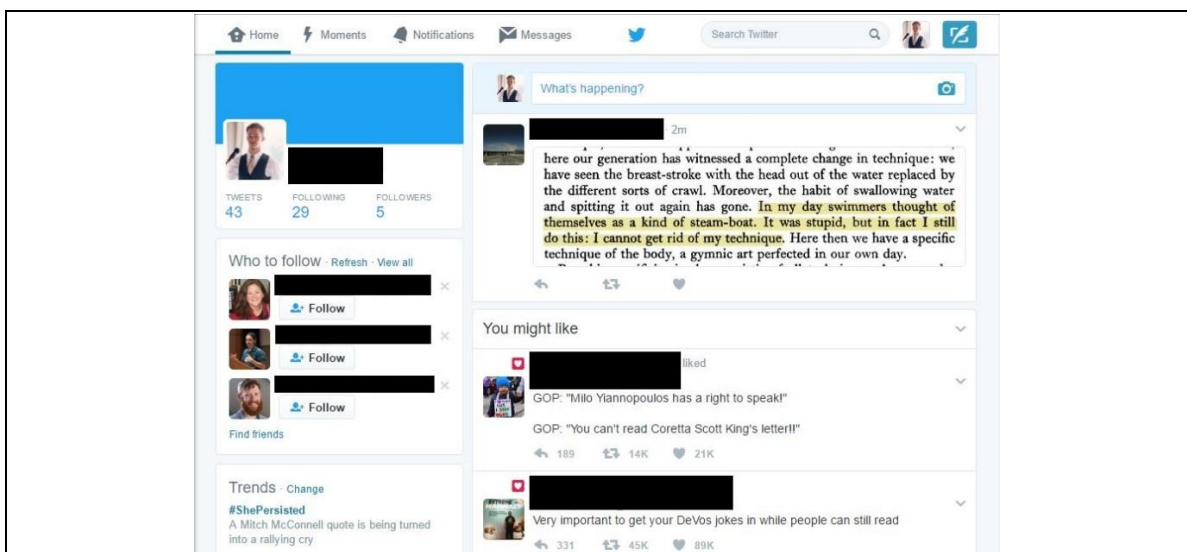 Home Moments Notifications Messages Search Twitter
What's happening?
2m
here our generation has witnessed a complete change in technique: we
have seen the breast-stroke with the head out of the water replaced by
the different sorts of crawl. Moreover, the habit of swallowing water
and spitting it out again has gone. In my day swimmers thought of
themselves as a kind of steam-boat. It was stupid, but in fact I still
do this: I cannot get rid of my technique. Here then we have a specific
technique of the body, a gymnic art perfected in our own day.
TWEETS FOLLOWING FOLLOWERS
43 29 5
Who to follow · Refresh · View all
Follow
Follow
Follow
Find friends
Trends · Change
#ShePersisted
A Mitch McConnell quote is being turned
into a rallying cry
You might like
liked
GOP: "Milo Yiannopoulos has a right to speak!"
GOP: "You can't read Coretta Scott King's letter!!"
189 14K 21K
Very important to get your DeVos jokes in while people can still read
331 45K 89K